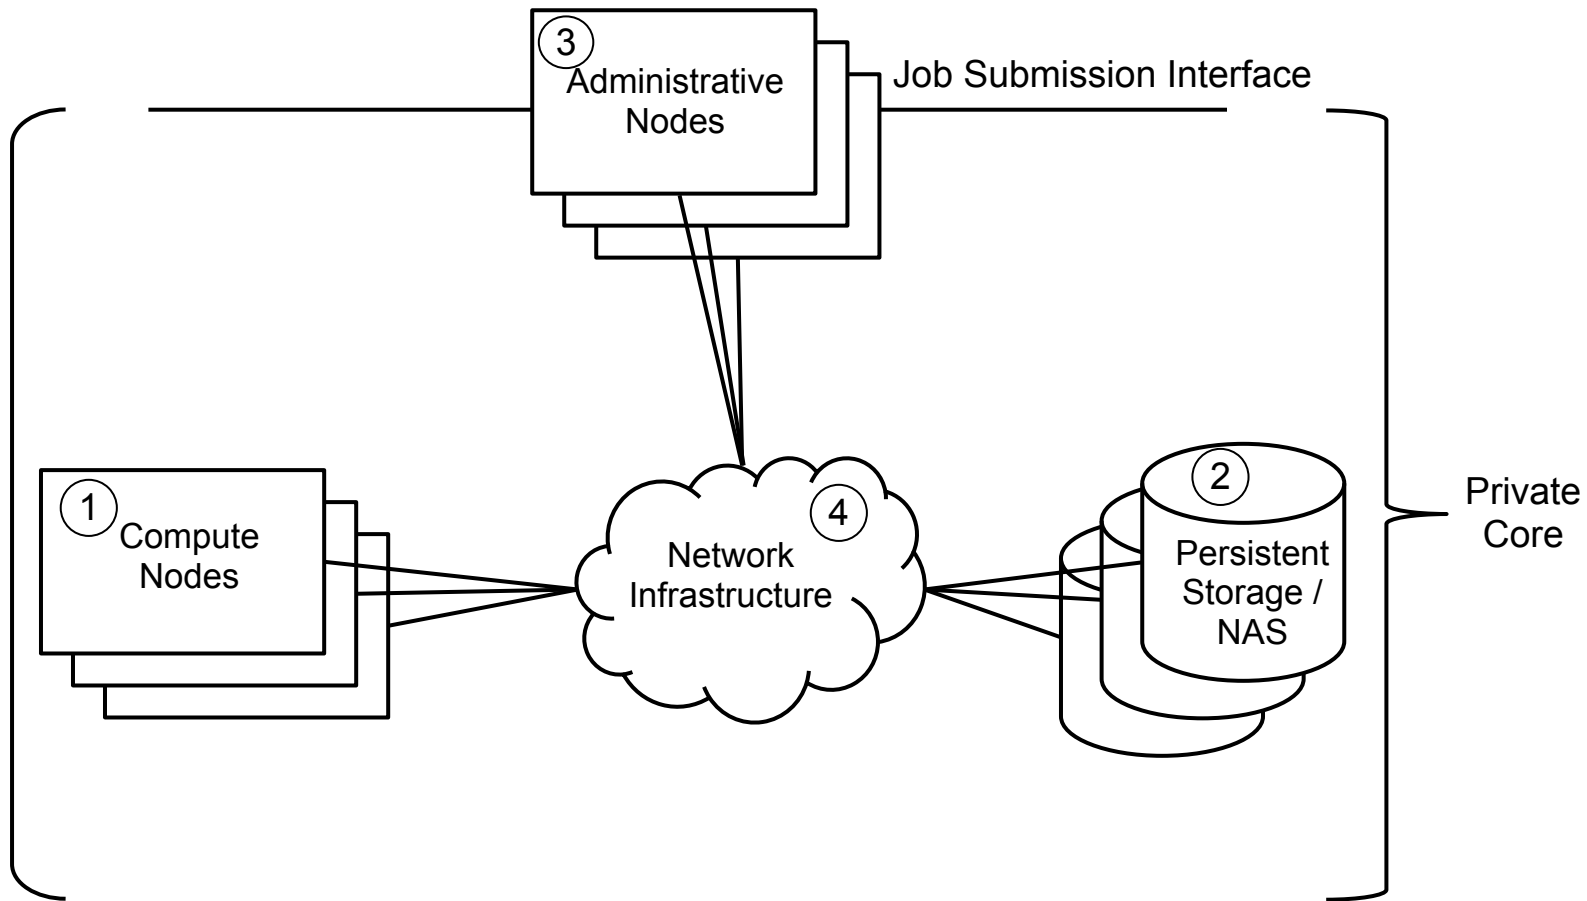 3
Administrative
Nodes
Job Submission Interface
1
Compute
Nodes
4
Network
Infrastructure
2
Persistent
Storage /
NAS
Private
Core